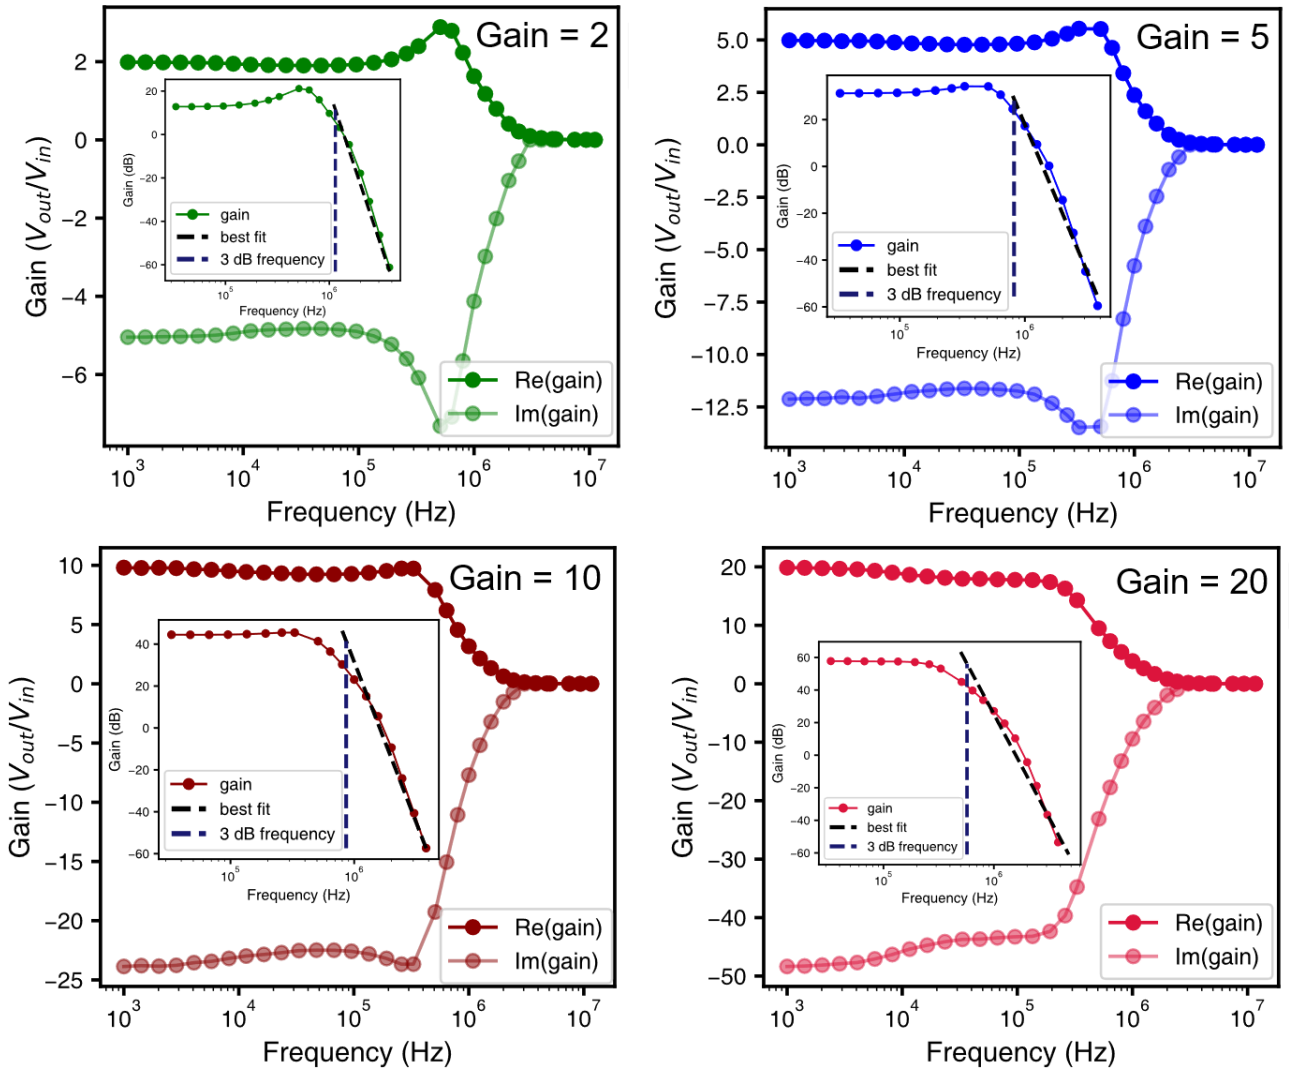 Gain = 2
Gain (V_out/V_in)
2
0
−2
−4
−6
10^3
10^4
10^5
10^6
10^7
Frequency (Hz)
Re(gain)
Im(gain)
Gain (dB)
20
0
−20
−40
−60
10^5
10^6
Frequency (Hz)
gain
best fit
3 dB frequency
Gain = 5
Gain (V_out/V_in)
5.0
2.5
0.0
−2.5
−5.0
−7.5
−10.0
−12.5
10^3
10^4
10^5
10^6
10^7
Frequency (Hz)
Re(gain)
Im(gain)
Gain (dB)
20
0
−20
−40
−60
10^5
10^6
Frequency (Hz)
gain
best fit
3 dB frequency
Gain = 10
Gain (V_out/V_in)
10
5
0
−5
−10
−15
−20
−25
10^3
10^4
10^5
10^6
10^7
Frequency (Hz)
Re(gain)
Im(gain)
Gain (dB)
40
20
0
−20
−40
−60
10^5
10^6
Frequency (Hz)
gain
best fit
3 dB frequency
Gain = 20
Gain (V_out/V_in)
20
10
0
−10
−20
−30
−40
−50
10^3
10^4
10^5
10^6
10^7
Frequency (Hz)
Re(gain)
Im(gain)
Gain (dB)
60
40
20
0
−20
−40
−60
10^5
10^6
Frequency (Hz)
gain
best fit
3 dB frequency